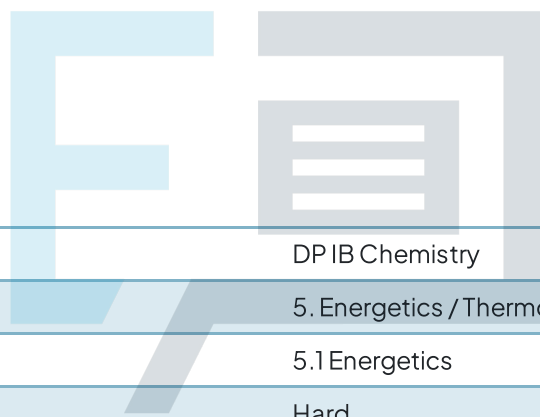 DP IB Chemistry
5. Energetics / Thermo
5.1 Energetics
Hard